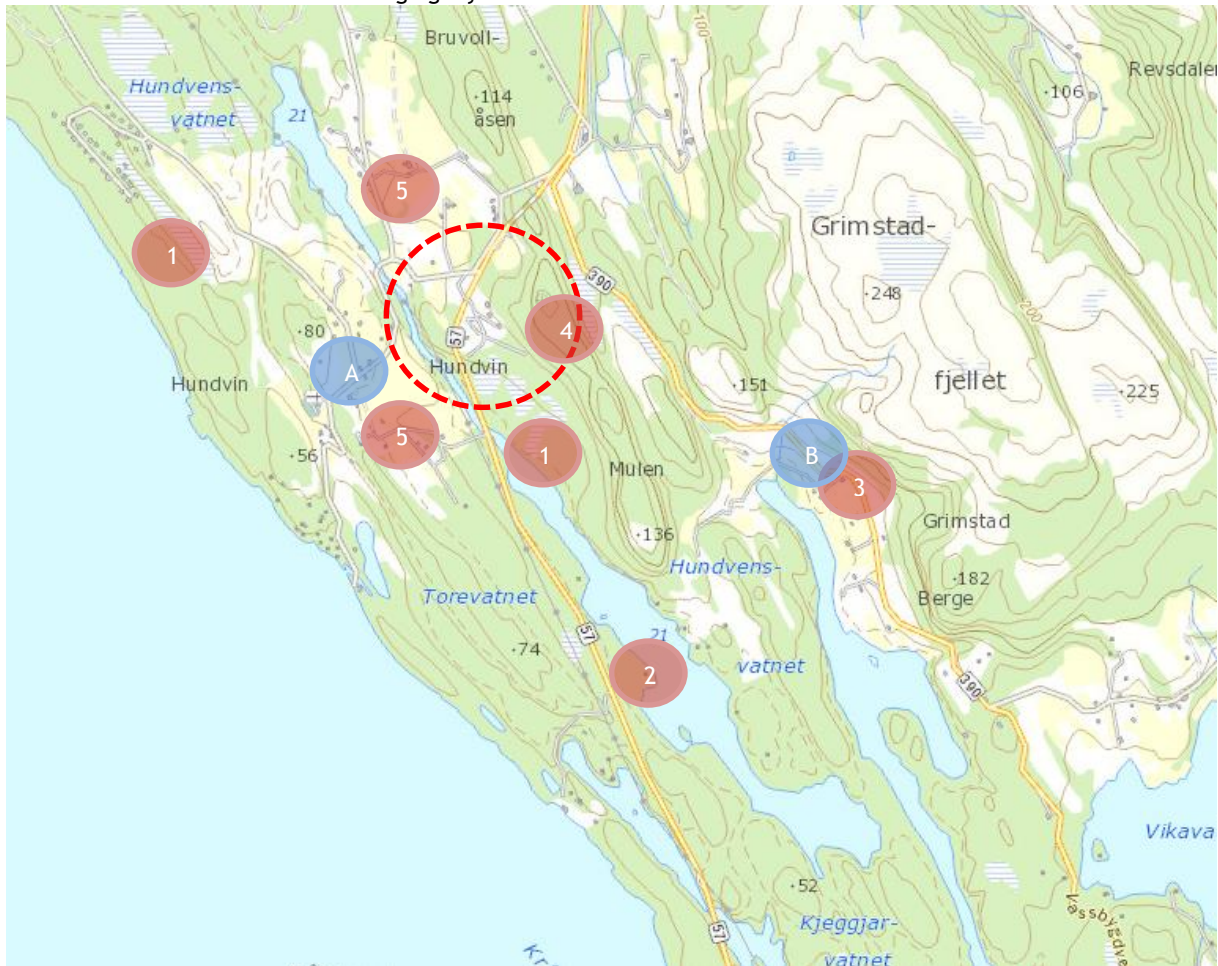 Bruvoll-
Revsdalen
Hundvens-
vatnet
114
åsen
106
21
5
1
Grimstad-
390
248
200
100
4
80
57
A
Hundvin
Hundvin
151
fjellet
225
5
1
B
56
Mulen
3
136
Grimstad
Hundvens-
182
Torevatnet
Berge
57
21
74
2
vatnet
390
Vikava
52
Kjeggjar-
vatnet
57